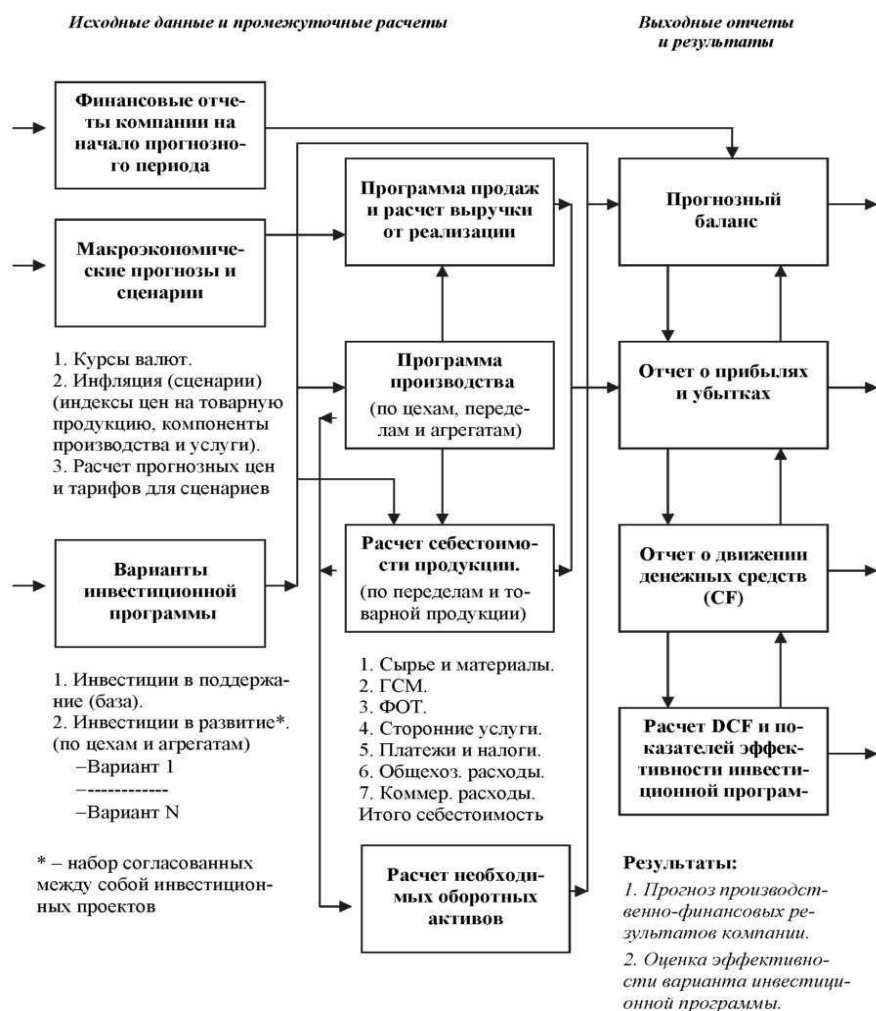 Исходные данные и промежуточные расчеты
Выходные отчеты
и результаты
Финансовые отче-
ты компании на
начало прогнозно-
го периода
Макроэкономиче-
ские прогнозы и
сценарии
1. Курсы валют.
2. Инфляция (сценарии)
(индексы цен на товарную
продукцию, компоненты
производства и услуги).
3. Расчет прогнозных цен
и тарифов для сценариев
Варианты
инвестиционной
программы
1. Инвестиции в поддержа-
ние (база).
2. Инвестиции в развитие*.
(по цехам и агрегатам)
–Вариант 1
–------------
–Вариант N
* – набор согласованных
между собой инвестицион-
ных проектов
Программа продаж
и расчет выручки
от реализации
Программа
производства
(по цехам, переде-
лам и агрегатам)
Расчет себестоимо-
сти продукции.
(по переделам и то-
варной продукции)
1. Сырье и материалы.
2. ГСМ.
3. ФОТ.
4. Сторонние услуги.
5. Платежи и налоги.
6. Общехоз. расходы.
7. Коммер. расходы.
Итого себестоимость
Расчет необходи-
мых оборотных
активов
Прогнозный
баланс
Отчет о прибылях
и убытках
Отчет о движении
денежных средств
(CF)
Расчет DCF и по-
казателей эффек-
тивности инвести-
ционной програм-
Результаты:
1. Прогноз производст-
венно-финансовых ре-
зультатов компании.
2. Оценка эффективно-
сти варианта инвестици-
онной программы.